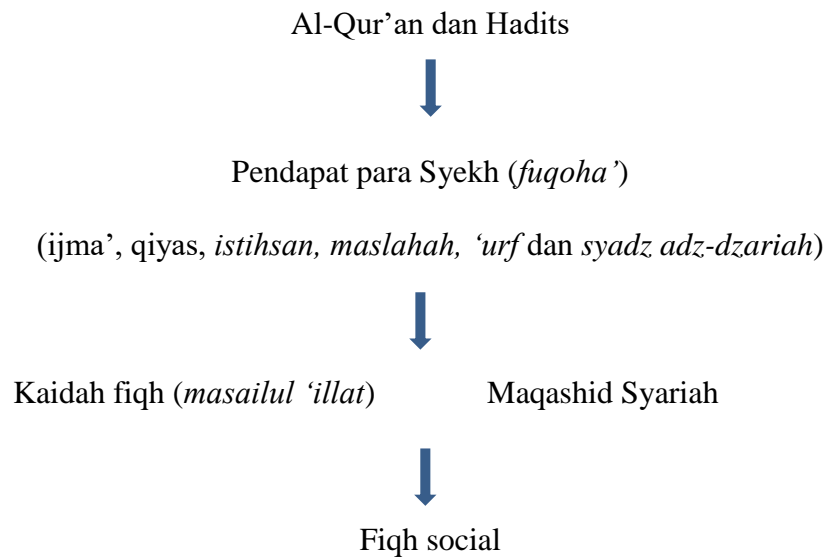 Al-Qur’an dan Hadits
Pendapat para Syekh (fuqoha’)
(ijma’, qiyas, istihsan, maslahah, ‘urf dan syadz adz-dzariah)
Kaidah fiqh (masailul ‘illat) Maqashid Syariah
Fiqh social